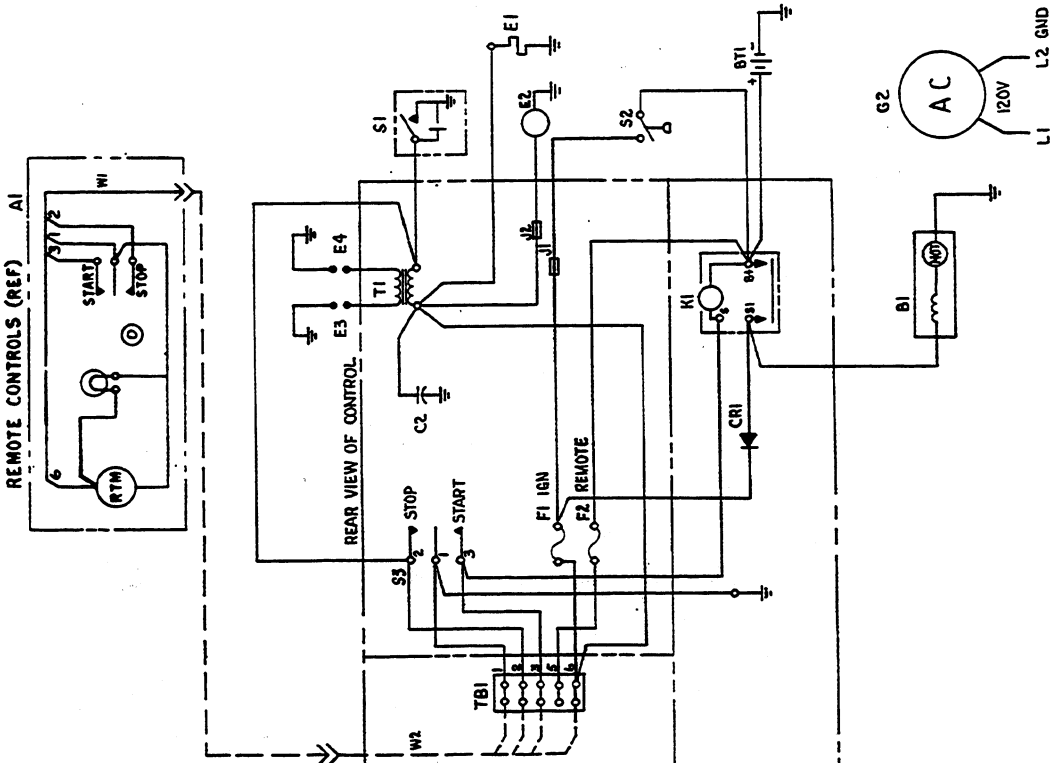 REMOTE CONTROLS (REF) A1
W1
3 1 2
START
STOP
D
6
RTM
S1
E1
E2
E3
E4
T1
C2
REAR VIEW OF CONTROL
J2
J1
S2
+ BT1 -
G2
AC
120V
L1
L2 GND
STOP
2
S3
1
START
3
F1 IGN
F2 REMOTE
K1
S
B+
S1
CR1
B1
MOT
TB1
1
2
3
5
6
W2